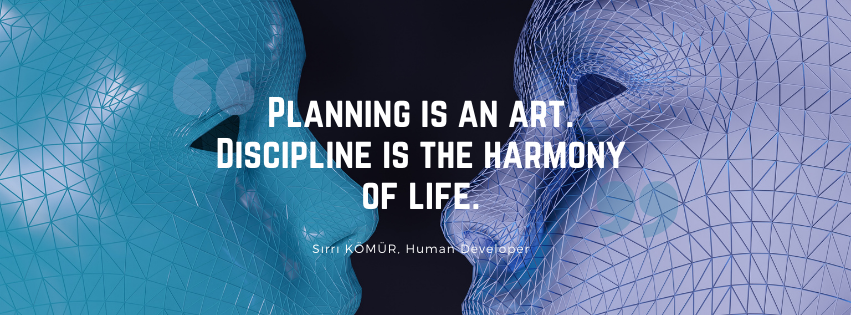 “
PLANNING IS AN ART.
DISCIPLINE IS THE HARMONY
OF LIFE.
”
Sırrı KÖMÜR, Human Developer